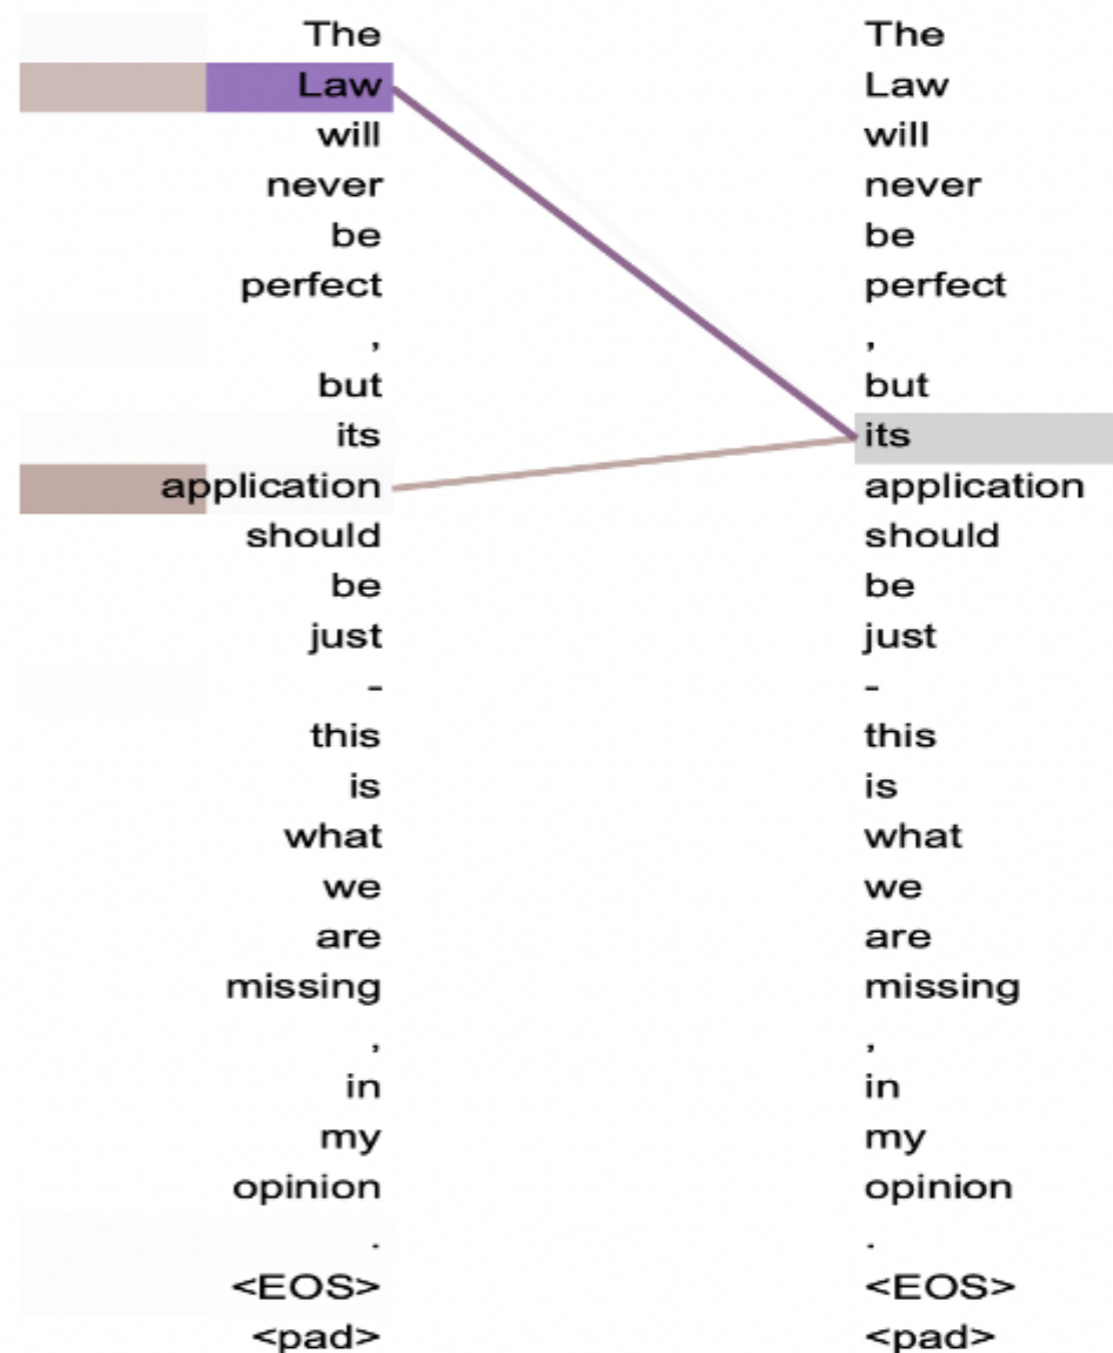 The The
Law Law
will will
never never
be be
perfect perfect
, ,
but but
its its
application application
should should
be be
just just
- -
this this
is is
what what
we we
are are
missing missing
, ,
in in
my my
opinion opinion
. .
<EOS> <EOS>
<pad> <pad>